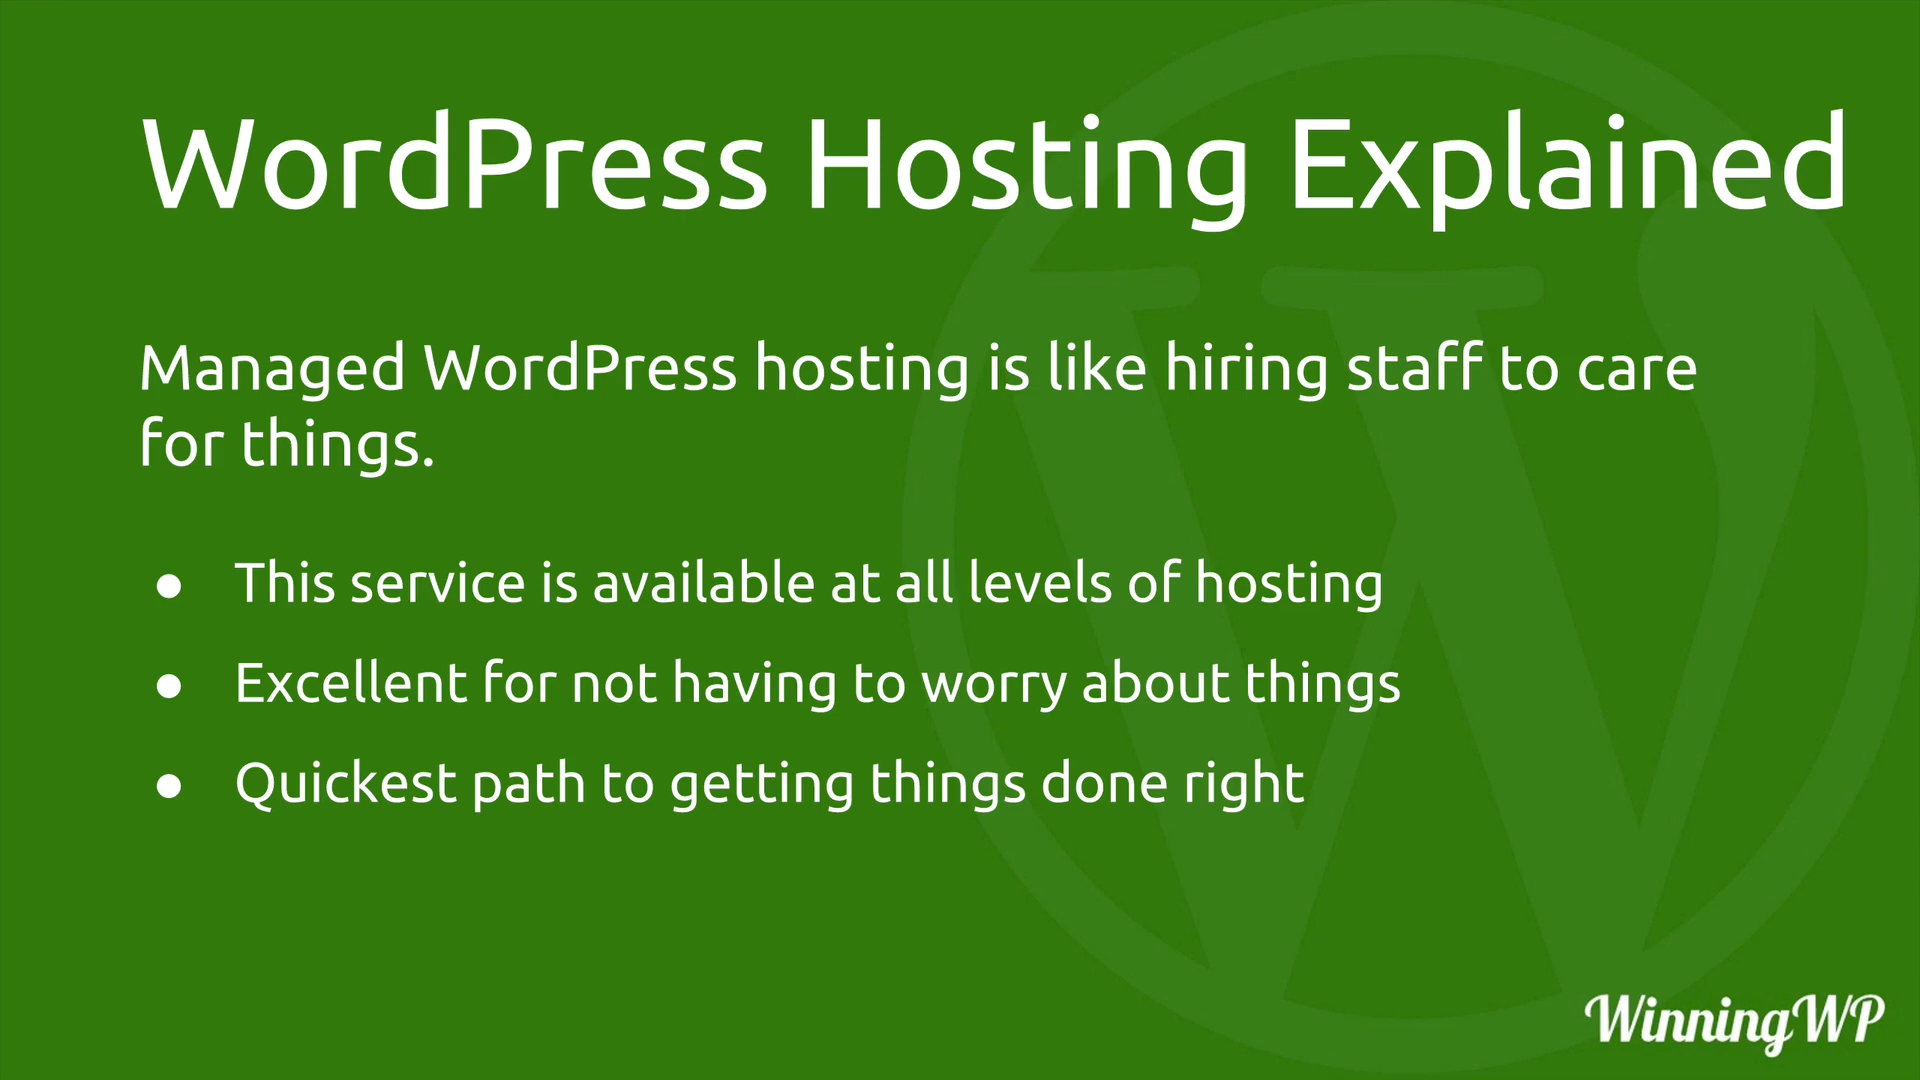 WordPress Hosting Explained
Managed WordPress hosting is like hiring staff to care
for things.
● This service is available at all levels of hosting
● Excellent for not having to worry about things
● Quickest path to getting things done right
WinningWP